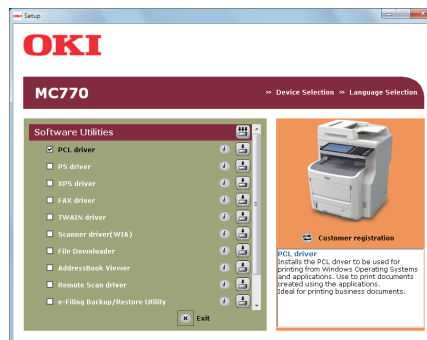 Setup
OKI
MC770
» Device Selection » Language Selection
Software Utilities
PCL driver
PS driver
XPS driver
FAX driver
TWAIN driver
Scanner driver(WIA)
File Downloader
AddressBook Viewer
Remote Scan driver
e-Filing Backup/Restore Utility
Exit
Customer registration
PCL driver
Installs the PCL driver to be used for
printing from Windows Operating Systems
and applications. Use to print documents
created using the applications.
Ideal for printing business documents.